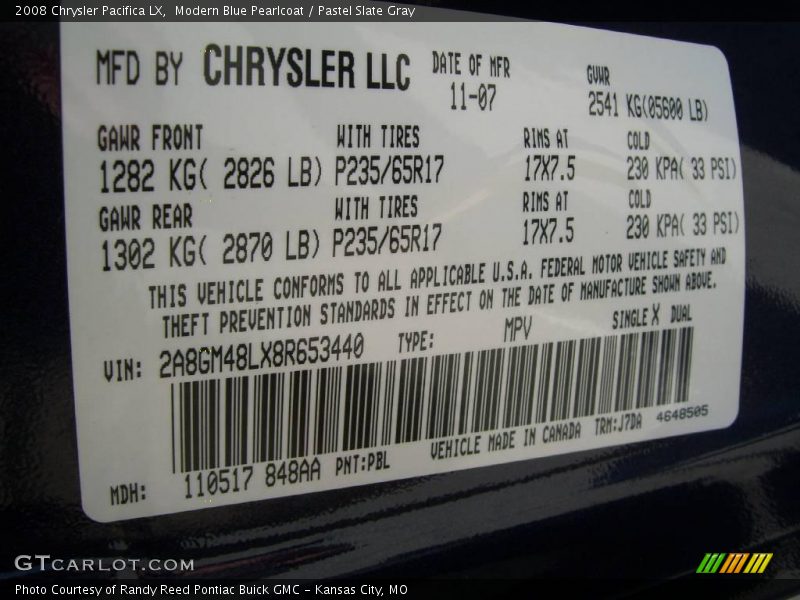 2008 Chrysler Pacifica LX,  Modern Blue Pearlcoat / Pastel Slate Gray
MFD BY CHRYSLER LLC DATE OF MFR GVWR
11-07 2541 KG(05600 LB)
GAWR FRONT WITH TIRES RIMS AT COLD
1282 KG( 2826 LB) P235/65R17 17X7.5 230 KPA( 33 PSI)
GAWR REAR WITH TIRES RIMS AT COLD
1302 KG( 2870 LB) P235/65R17 17X7.5 230 KPA( 33 PSI)
THIS VEHICLE CONFORMS TO ALL APPLICABLE U.S.A. FEDERAL MOTOR VEHICLE SAFETY AND
THEFT PREVENTION STANDARDS IN EFFECT ON THE DATE OF MANUFACTURE SHOWN ABOVE.
VIN: 2A8GM48LX8R653440 TYPE: MPV SINGLE X DUAL
MDH: 110517 848AA PNT:PBL VEHICLE MADE IN CANADA TRM:J7DA 4648505
GTCARLOT.COM
Photo Courtesy of Randy Reed Pontiac Buick GMC – Kansas City, MO